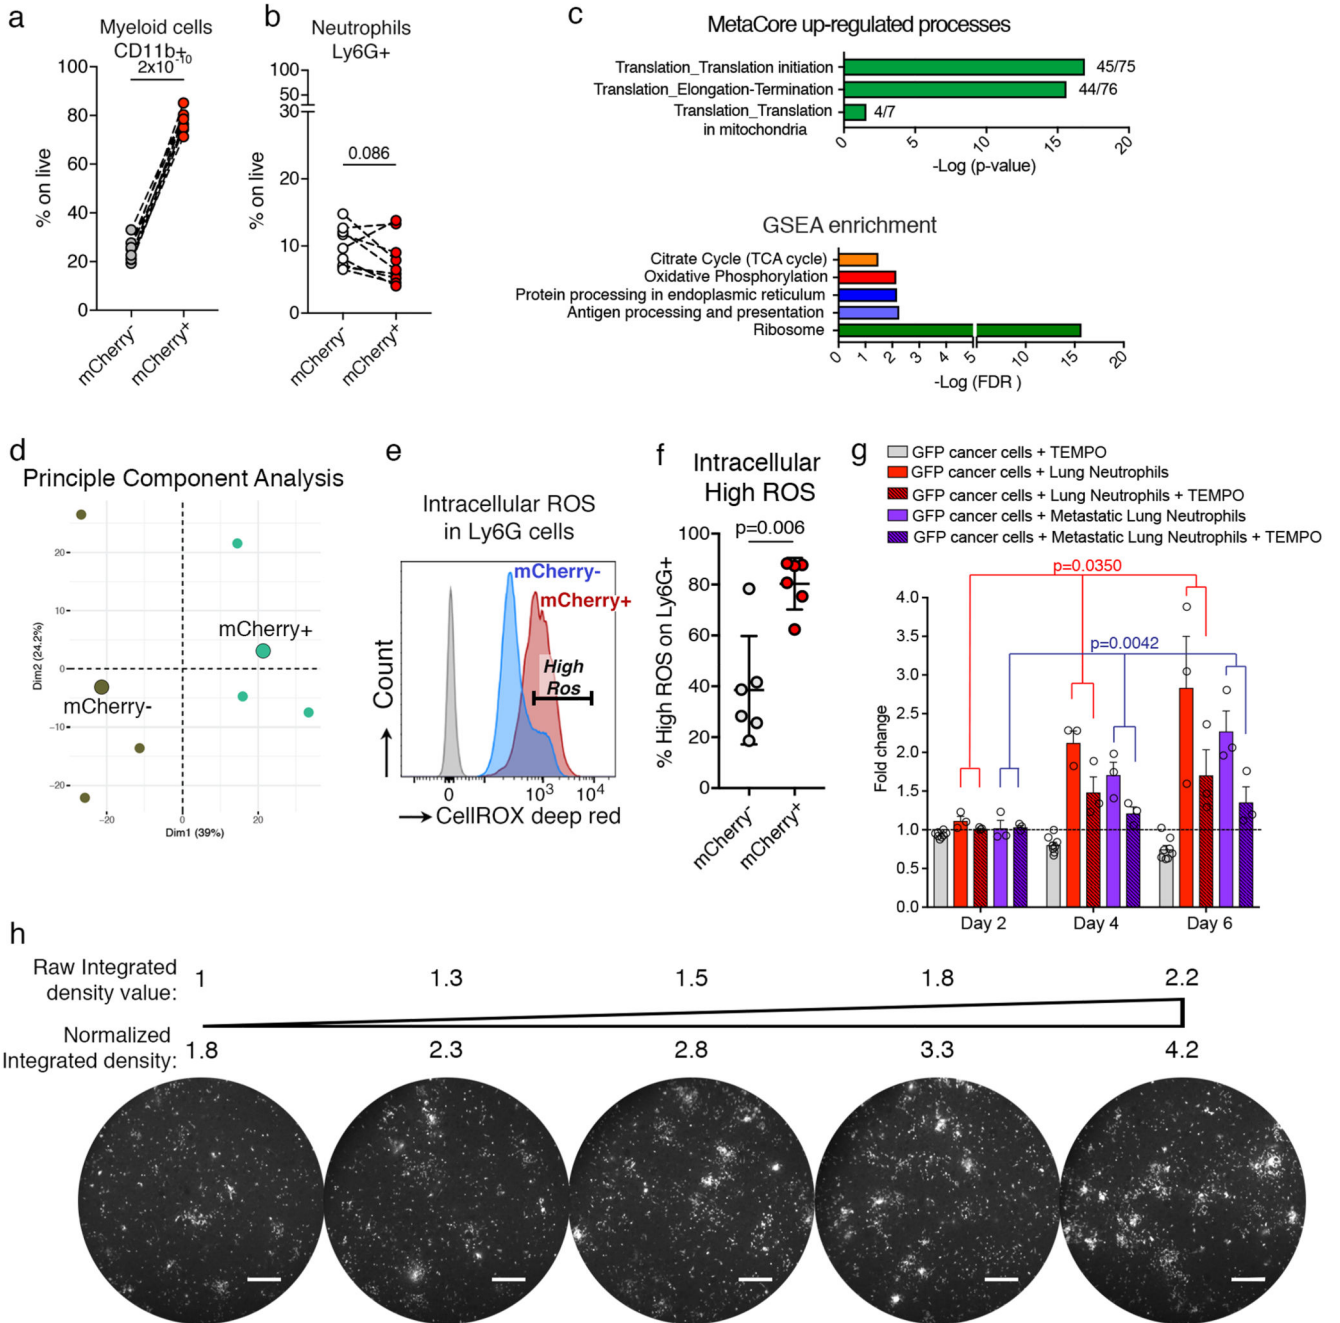 a
Myeloid cells
CD11b+
2x10^-10
% on live
100
80
60
40
20
0
mCherry-
mCherry+
b
Neutrophils
Ly6G+
0.086
% on live
100
50
30
20
10
0
mCherry-
mCherry+
c
MetaCore up-regulated processes
Translation_Translation initiation
45/75
Translation_Elongation-Termination
44/76
Translation_Translation
in mitochondria
4/7
0 5 10 15 20
-Log (p-value)
GSEA enrichment
Citrate Cycle (TCA cycle)
Oxidative Phosphorylation
Protein processing in endoplasmic reticulum
Antigen processing and presentation
Ribosome
0 1 2 3 4 5 10 15 20
-Log (FDR )
d
Principle Component Analysis
mCherry+
mCherry-
Dim2 (24.2%)
20
10
0
-10
-20
-20 0 20
Dim1 (39%)
e
Intracellular ROS
in Ly6G cells
mCherry-
mCherry+
High
Ros
Count
0 10^3 10^4
CellROX deep red
f
Intracellular
High ROS
p=0.006
% High ROS on Ly6G+
100
80
60
40
20
0
mCherry-
mCherry+
g
GFP cancer cells + TEMPO
GFP cancer cells + Lung Neutrophils
GFP cancer cells + Lung Neutrophils + TEMPO
GFP cancer cells + Metastatic Lung Neutrophils
GFP cancer cells + Metastatic Lung Neutrophils + TEMPO
p=0.0350
p=0.0042
Fold change
4.0
3.5
3.0
2.5
2.0
1.5
1.0
0.5
0.0
Day 2 Day 4 Day 6
h
Raw Integrated
density value:
1 1.3 1.5 1.8 2.2
Normalized
Integrated density:
1.8 2.3 2.8 3.3 4.2